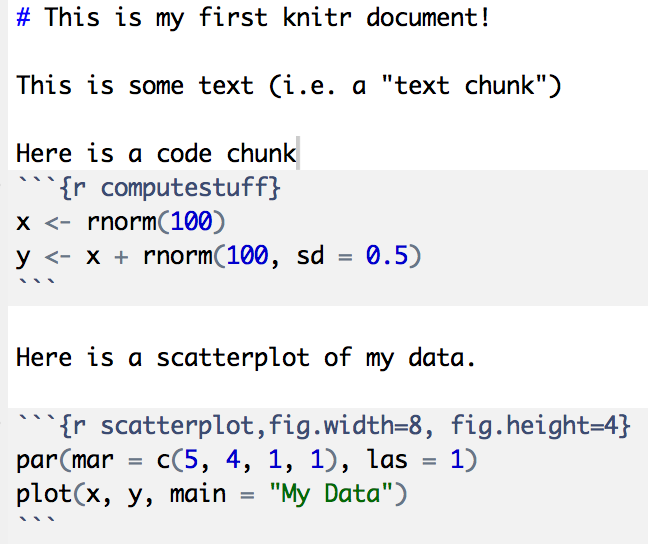 # This is my first knitr document!
This is some text (i.e. a "text chunk")
Here is a code chunk
```{r computestuff}
x <- rnorm(100)
y <- x + rnorm(100, sd = 0.5)
```
Here is a scatterplot of my data.
```{r scatterplot,fig.width=8, fig.height=4}
par(mar = c(5, 4, 1, 1), las = 1)
plot(x, y, main = "My Data")
```